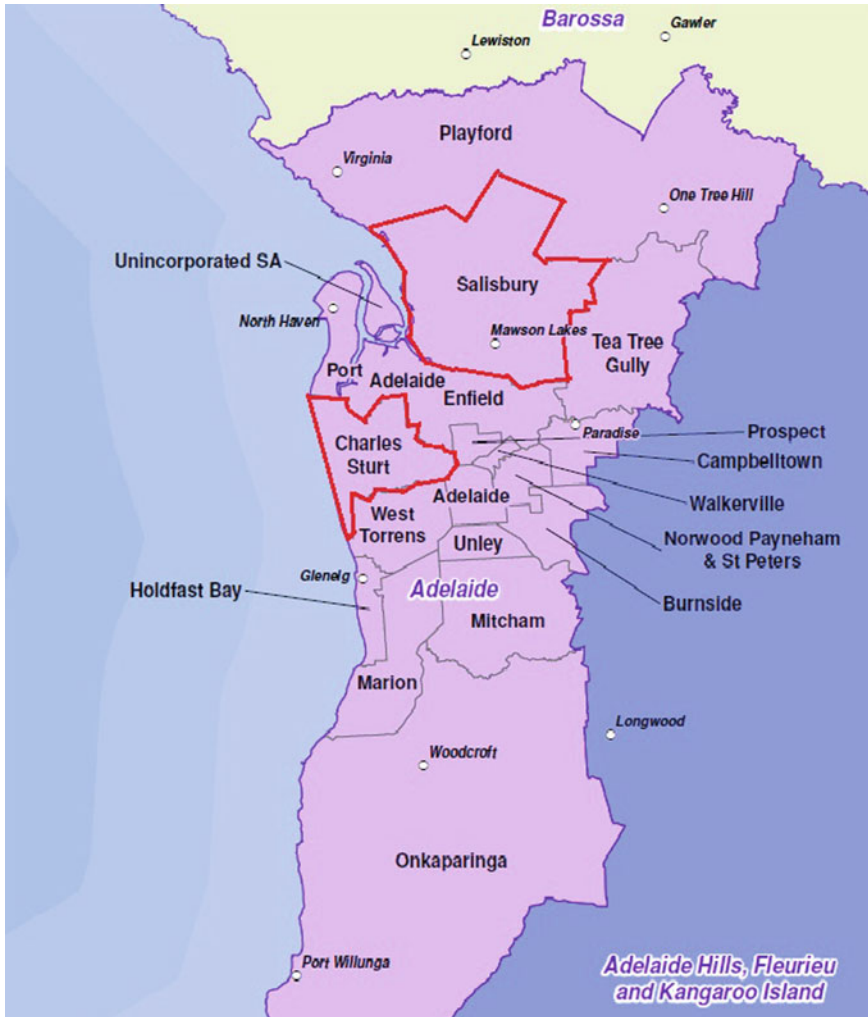 Barossa
Gawler
Lewiston
Playford
Virginia
One Tree Hill
Unincorporated SA
Salisbury
North Haven
Mawson Lakes
Tea Tree
Gully
Port
Adelaide
Enfield
Charles
Sturt
Paradise
Prospect
Campbelltown
Adelaide
Walkerville
West
Torrens
Unley
Norwood Payneham
& St Peters
Glenelg
Holdfast Bay
Adelaide
Burnside
Mitcham
Marion
Longwood
Woodcroft
Onkaparinga
Port Willunga
Adelaide Hills, Fleurieu
and Kangaroo Island